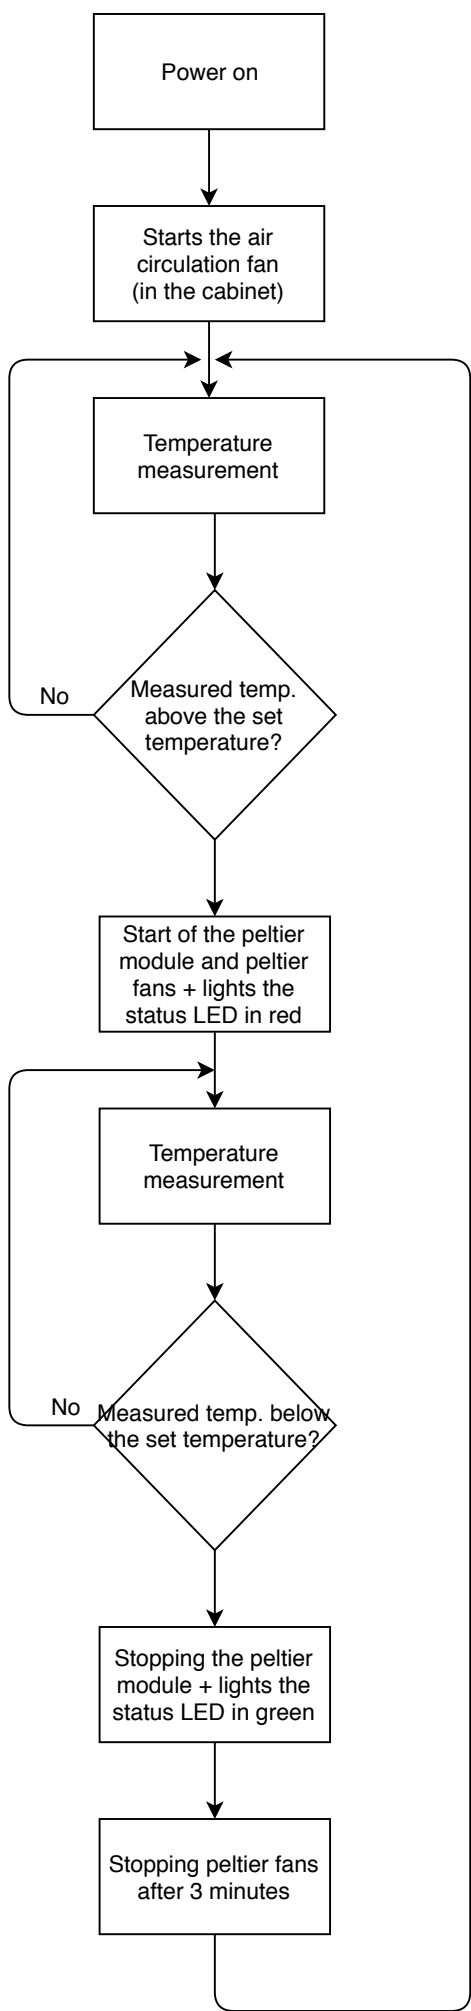 Power on
Starts the air
circulation fan
(in the cabinet)
Temperature
measurement
No
Measured temp.
above the set
temperature?
Start of the peltier
module and peltier
fans + lights the
status LED in red
Temperature
measurement
No
Measured temp. below
the set temperature?
Stopping the peltier
module + lights the
status LED in green
Stopping peltier fans
after 3 minutes